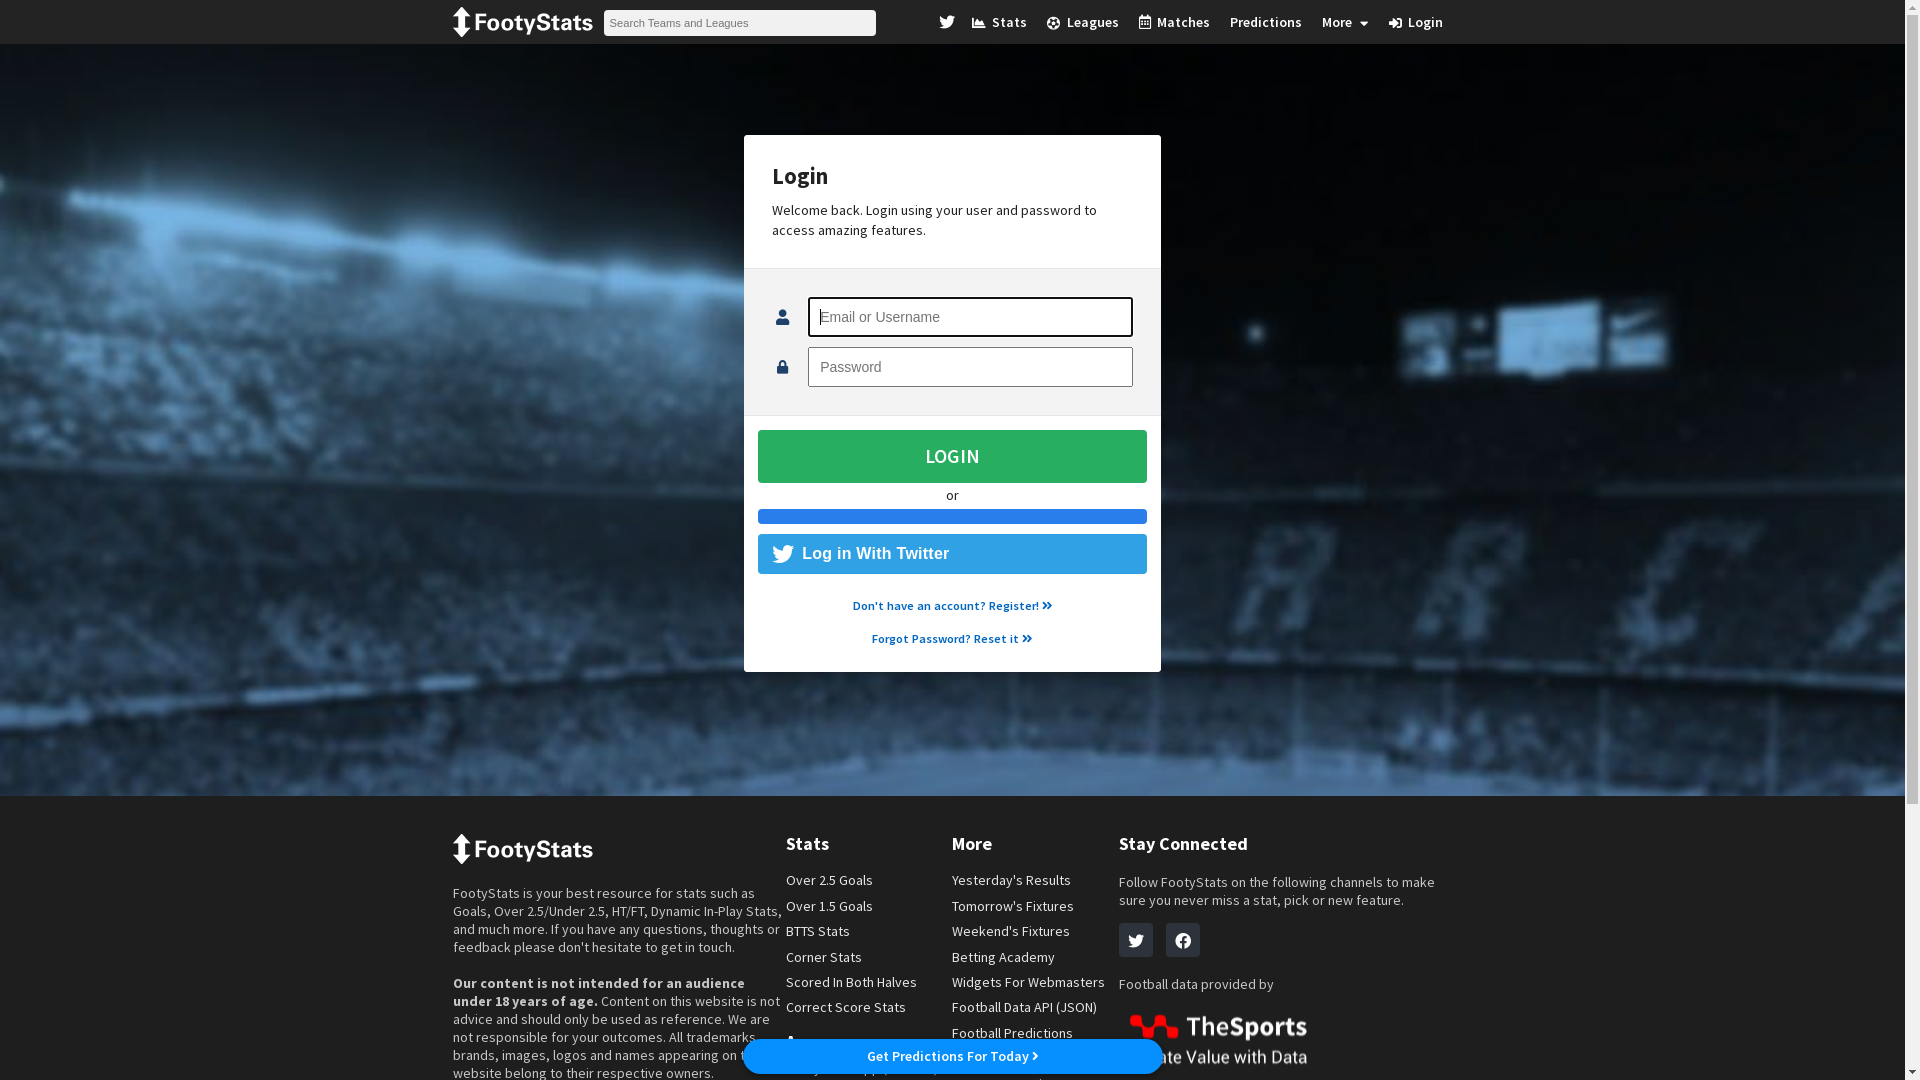 FootyStats
Search Teams and Leagues
Stats
Leagues
Matches
Predictions
More
Login
Login
Welcome back. Login using your user and password to
access amazing features.
Email or Username
Password
LOGIN
or
Log in With Twitter
Don't have an account? Register!
Forgot Password? Reset it
FootyStats
FootyStats is your best resource for stats such as
Goals, Over 2.5/Under 2.5, HT/FT, Dynamic In-Play Stats,
and much more. If you have any questions, thoughts or
feedback please don't hesitate to get in touch.
Our content is not intended for an audience
under 18 years of age. Content on this website is not
advice and should only be used as reference. We are
not responsible for your outcomes. All trademarks,
brands, images, logos and names appearing on
website belong to their respective owners.
Stats
Over 2.5 Goals
Over 1.5 Goals
BTTS Stats
Corner Stats
Scored In Both Halves
Correct Score Stats
More
Yesterday's Results
Tomorrow's Fixtures
Weekend's Fixtures
Betting Academy
Widgets For Webmasters
Football Data API (JSON)
Football Predictions
Stay Connected
Follow FootyStats on the following channels to make
sure you never miss a stat, pick or new feature.
Football data provided by
TheSports
ate Value with Data
Get Predictions For Today